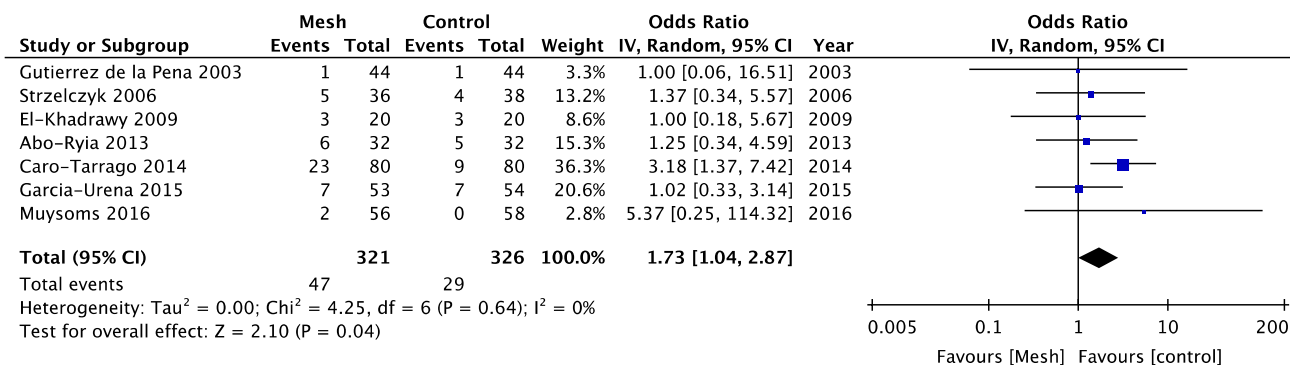 Mesh Control Odds Ratio Odds Ratio
Study or Subgroup Events Total Events Total Weight IV, Random, 95% CI Year IV, Random, 95% CI
Gutierrez de la Pena 2003 1 44 1 44 3.3% 1.00 [0.06, 16.51] 2003
Strzelczyk 2006 5 36 4 38 13.2% 1.37 [0.34, 5.57] 2006
El-Khadrawy 2009 3 20 3 20 8.6% 1.00 [0.18, 5.67] 2009
Abo-Ryia 2013 6 32 5 32 15.3% 1.25 [0.34, 4.59] 2013
Caro-Tarrago 2014 23 80 9 80 36.3% 3.18 [1.37, 7.42] 2014
Garcia-Urena 2015 7 53 7 54 20.6% 1.02 [0.33, 3.14] 2015
Muysoms 2016 2 56 0 58 2.8% 5.37 [0.25, 114.32] 2016
Total (95% CI) 321 326 100.0% 1.73 [1.04, 2.87]
Total events 47 29
Heterogeneity: Tau² = 0.00; Chi² = 4.25, df = 6 (P = 0.64); I² = 0%
Test for overall effect: Z = 2.10 (P = 0.04)
0.005 0.1 1 10 200
Favours [Mesh] Favours [control]